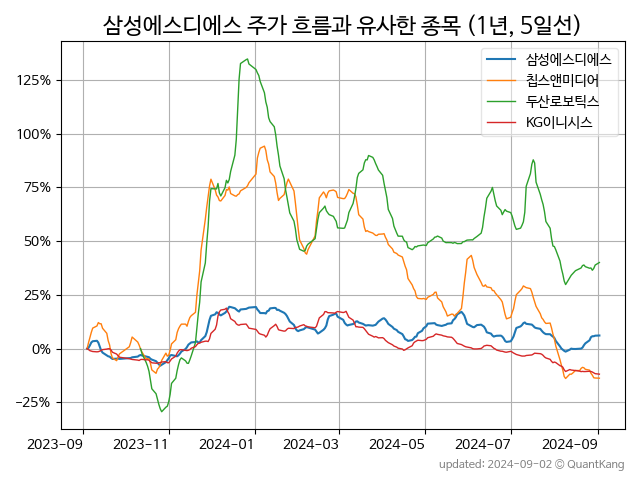 삼성에스디에스 주가 흐름과 유사한 종목 (1년, 5일선)
삼성에스디에스
칩스앤미디어
두산로보틱스
KG이니시스
125%
100%
75%
50%
25%
0%
−25%
2023-09 2023-11 2024-01 2024-03 2024-05 2024-07 2024-09
updated: 2024-09-02 © QuantKang